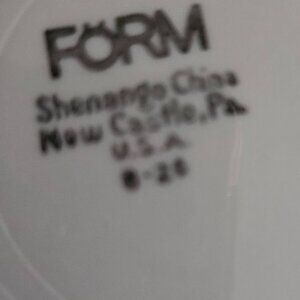 FORM
Shenango China
New Castle, Pa.
U.S.A.